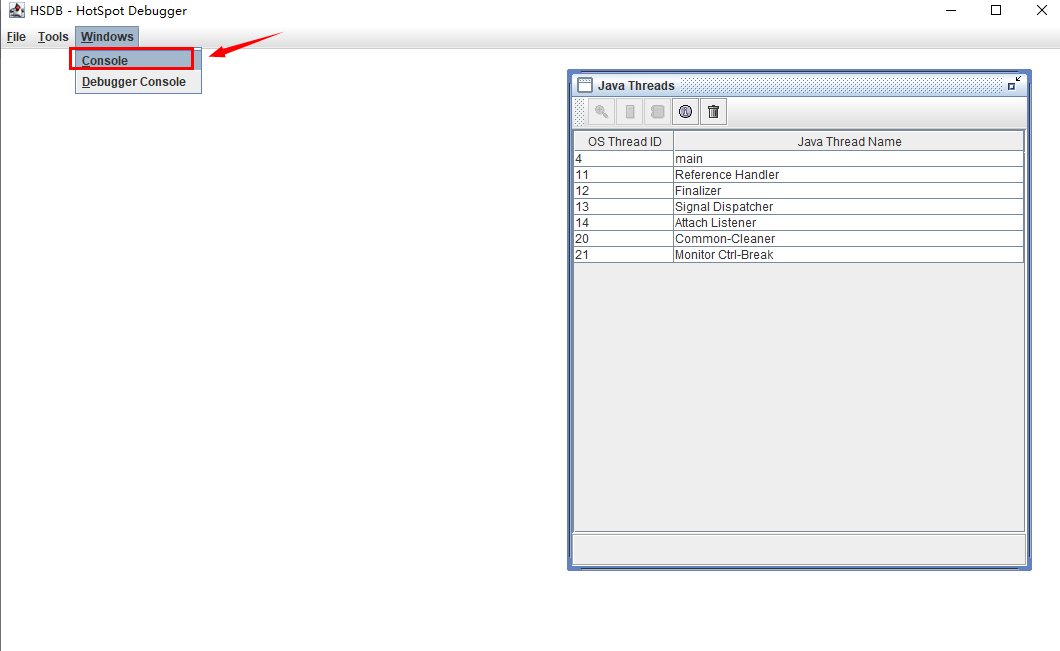 HSDB - HotSpot Debugger
File Tools Windows
Console
Debugger Console
Java Threads
OS Thread ID Java Thread Name
4 main
11 Reference Handler
12 Finalizer
13 Signal Dispatcher
14 Attach Listener
20 Common-Cleaner
21 Monitor Ctrl-Break